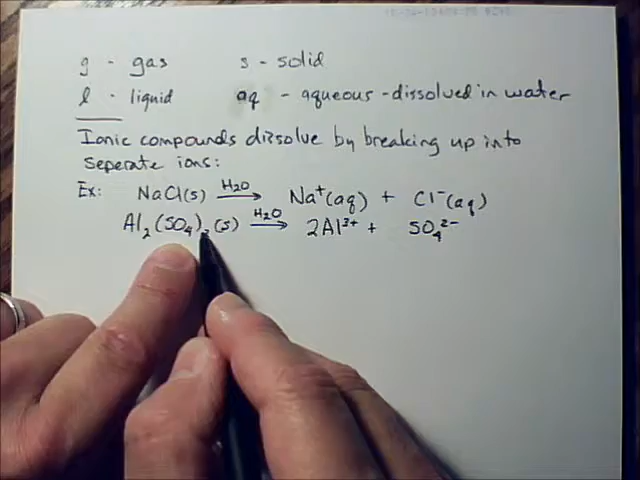 g - gas s - solid
l - liquid aq - aqueous - dissolved in water
Ionic compounds dissolve by breaking up into
seperate ions:
Ex: NaCl(s) H₂O → Na⁺(aq) + Cl⁻(aq)
Al₂(SO₄)₃(s) H₂O → 2Al³⁺ + SO₄²⁻